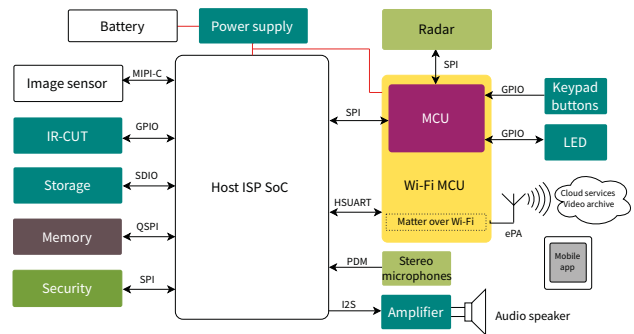 Battery
Power supply
Radar
Image sensor
MIPI-C
SPI
IR-CUT
GPIO
Storage
SDIO
Memory
QSPI
Security
SPI
Host ISP SoC
SPI
HSUART
PDM
I2S
MCU
Wi-Fi MCU
Matter over Wi-Fi
GPIO
Keypad
buttons
GPIO
LED
ePA
Cloud services
Video archive
Mobile
app
Stereo
microphones
Amplifier
Audio speaker